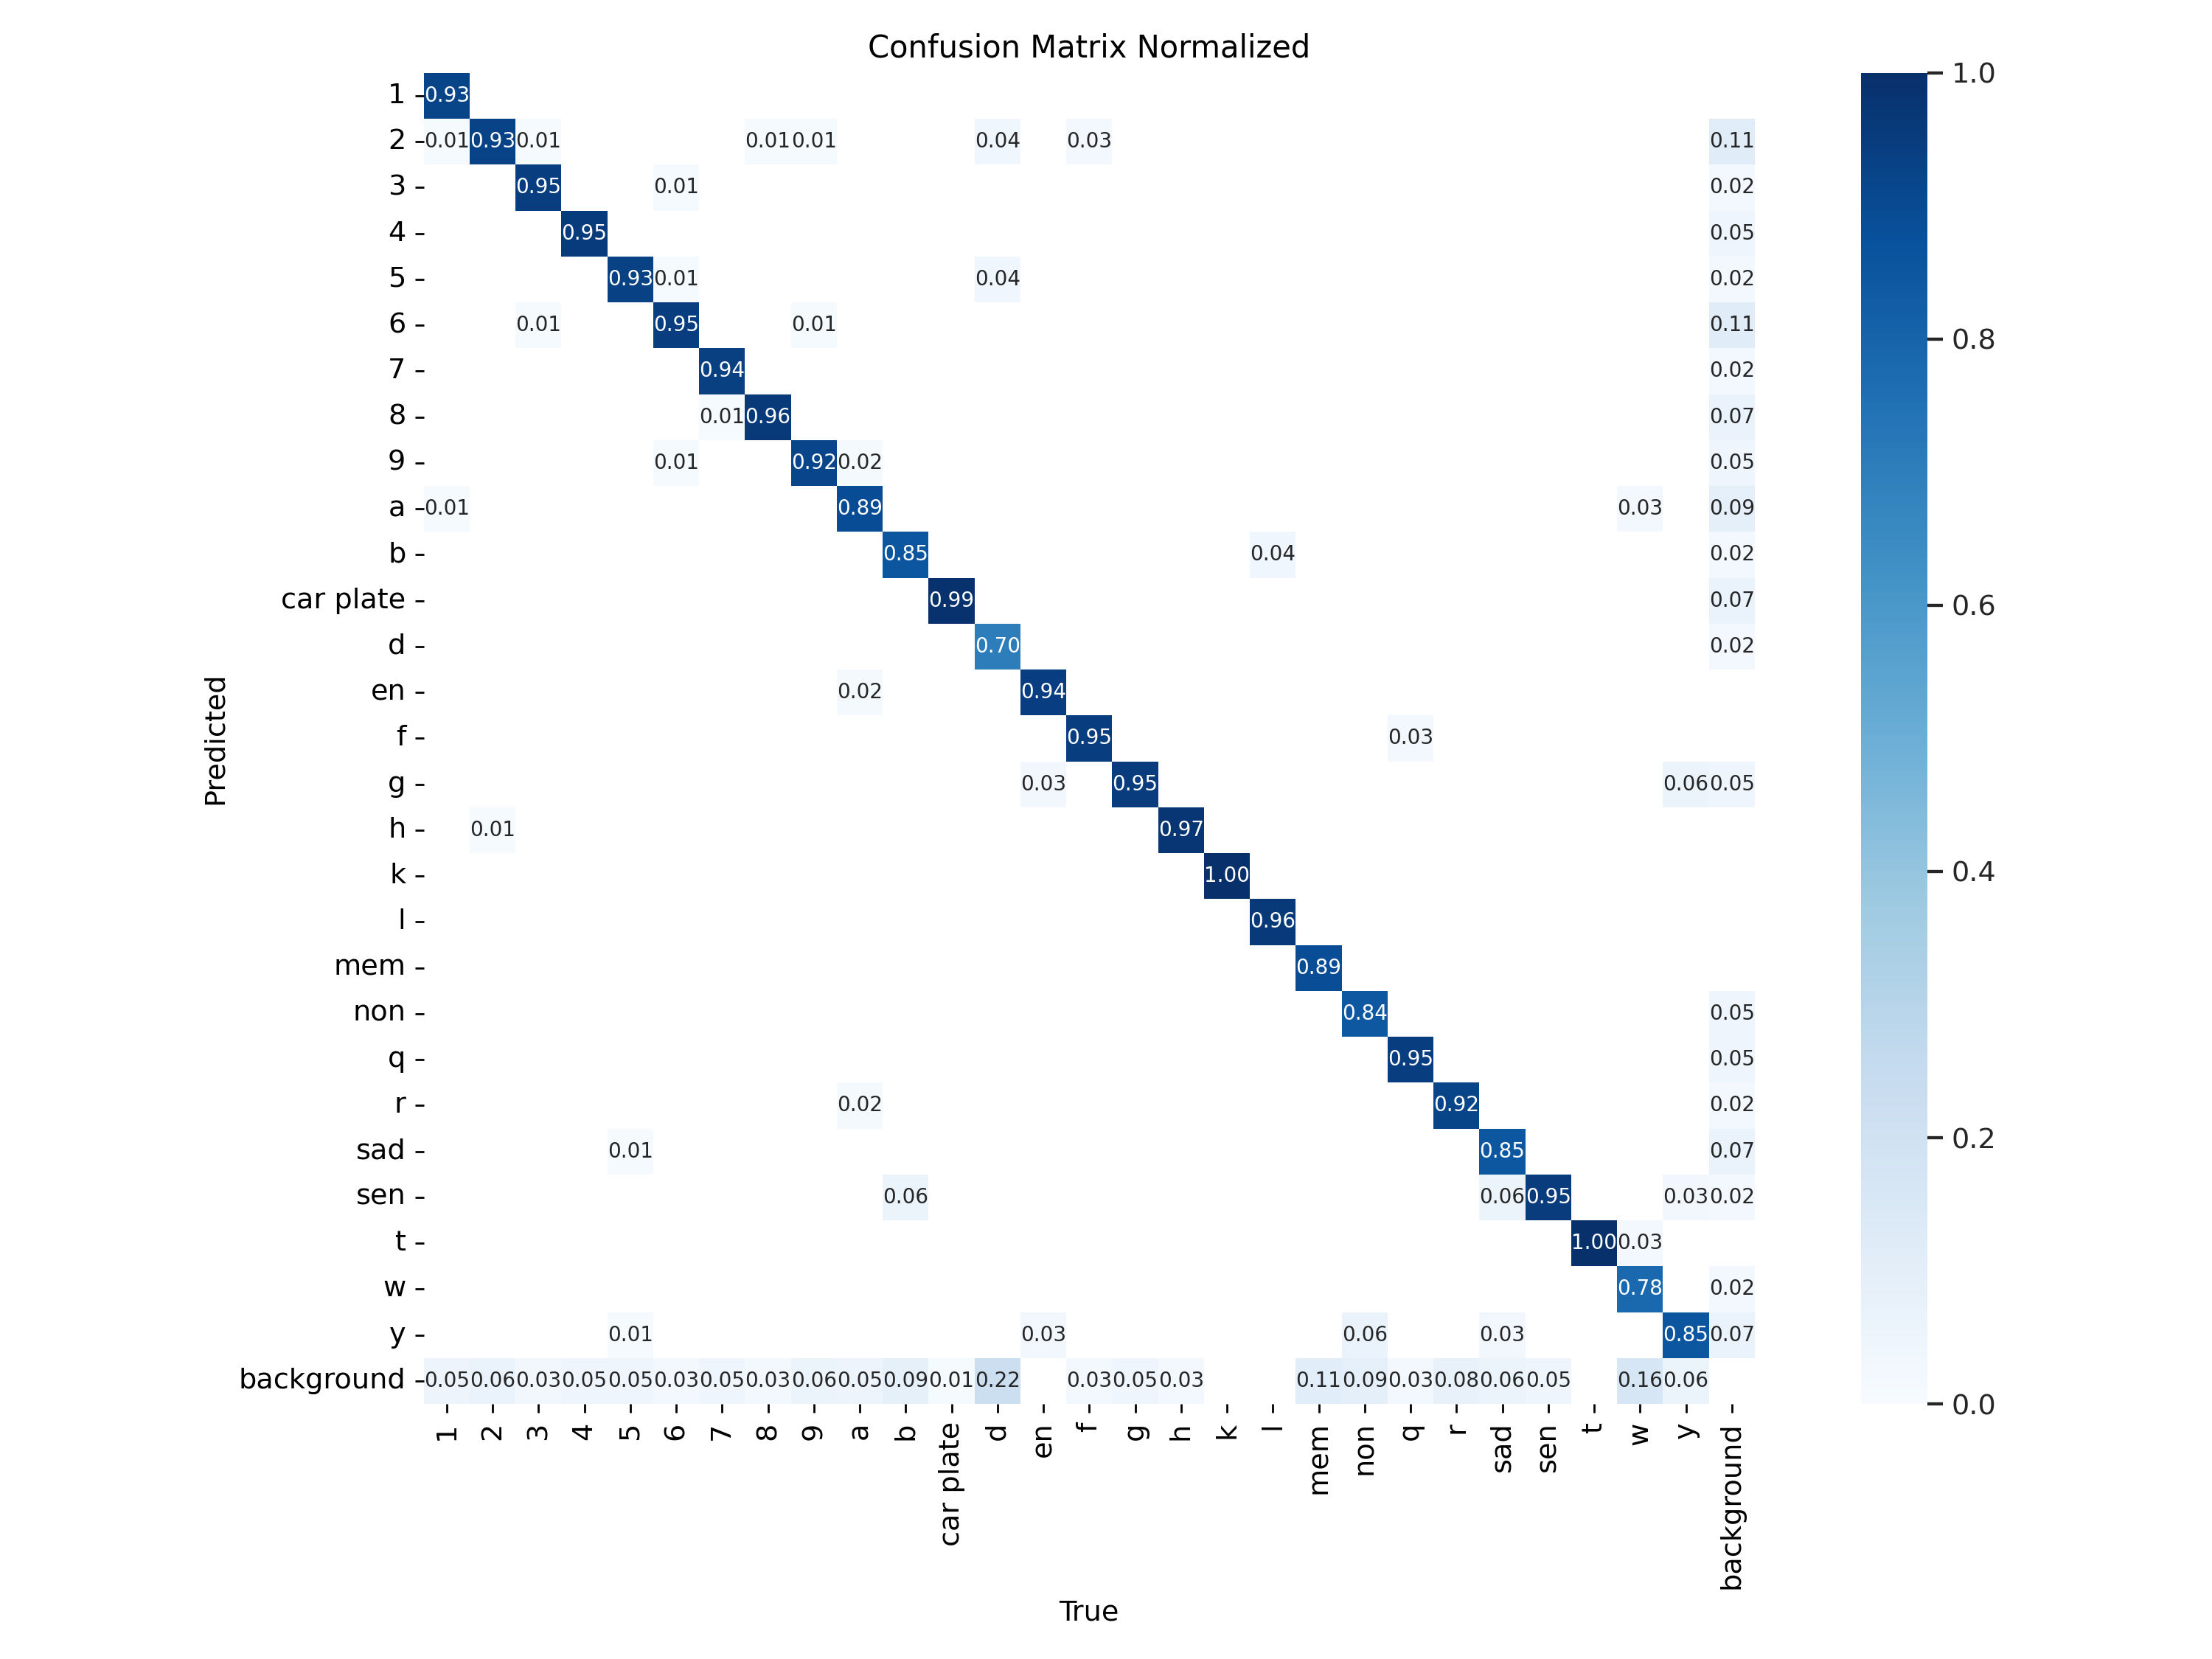 Confusion Matrix Normalized
1 0.93
2 0.01 0.93 0.01 0.01 0.01 0.04 0.03 0.11
3 0.95 0.01 0.02
4 0.95 0.05
5 0.93 0.01 0.04 0.02
6 0.01 0.95 0.01 0.11
7 0.94 0.02
8 0.01 0.96 0.07
9 0.01 0.92 0.02 0.05
a 0.01 0.89 0.03 0.09
b 0.85 0.04 0.02
car plate 0.99 0.07
d 0.70 0.02
en 0.02 0.94
f 0.95 0.03
g 0.03 0.95 0.06 0.05
h 0.01 0.97
k 1.00
l 0.96
mem 0.89
non 0.84 0.05
q 0.95 0.05
r 0.02 0.92 0.02
sad 0.01 0.85 0.07
sen 0.06 0.06 0.95 0.03 0.02
t 1.00 0.03
w 0.78 0.02
y 0.01 0.03 0.06 0.03 0.85 0.07
background 0.05 0.06 0.03 0.05 0.05 0.03 0.05 0.03 0.06 0.05 0.09 0.01 0.22 0.03 0.05 0.03 0.11 0.09 0.03 0.08 0.06 0.05 0.16 0.06
1 2 3 4 5 6 7 8 9 a b car plate d en f g h k l mem non q r sad sen t w y background
True
Predicted
1.0
0.8
0.6
0.4
0.2
0.0